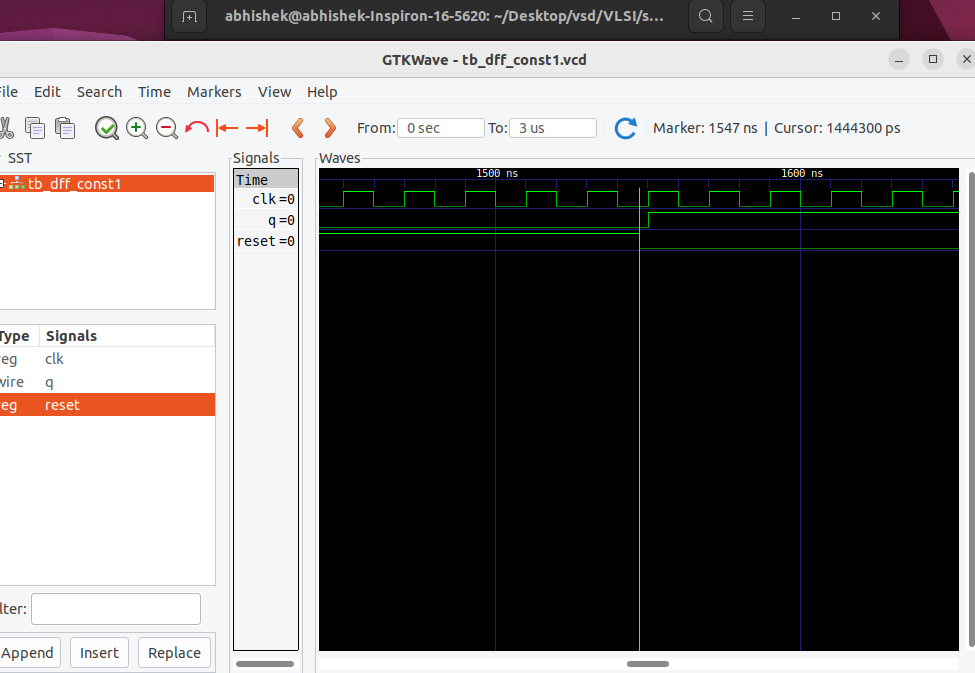 abhishek@abhishek-Inspiron-16-5620: ~/Desktop/vsd/VLSI/s...
GTKWave - tb_dff_const1.vcd
ile Edit Search Time Markers View Help
From: 0 sec To: 3 us Marker: 1547 ns | Cursor: 1444300 ps
SST
tb_dff_const1
Type Signals
eg clk
wire q
eg reset
lter:
Append Insert Replace
Signals
Time
clk=0
q=0
reset=0
Waves
1500 ns 1600 ns